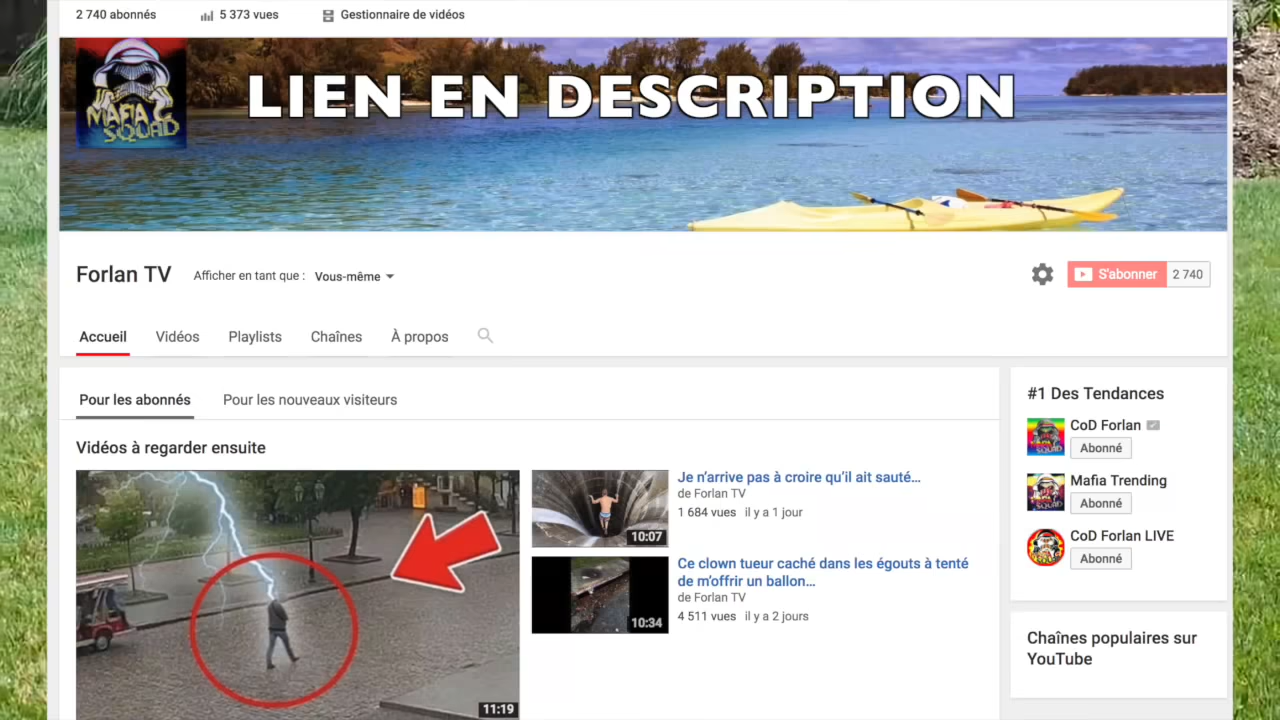 2 740 abonnés
5 373 vues
Gestionnaire de vidéos
MAFIA
SQUAD
LIEN EN DESCRIPTION
Forlan TV
Afficher en tant que :
Vous-même
S'abonner
2 740
Accueil
Vidéos
Playlists
Chaînes
À propos
Pour les abonnés
Pour les nouveaux visiteurs
Vidéos à regarder ensuite
11:19
10:07
Je n'arrive pas à croire qu'il ait sauté...
de Forlan TV
1 684 vues il y a 1 jour
10:34
Ce clown tueur caché dans les égouts à tenté
de m'offrir un ballon...
de Forlan TV
4 511 vues il y a 2 jours
#1 Des Tendances
CoD Forlan
Abonné
Mafia Trending
Abonné
CoD Forlan LIVE
Abonné
Chaînes populaires sur
YouTube